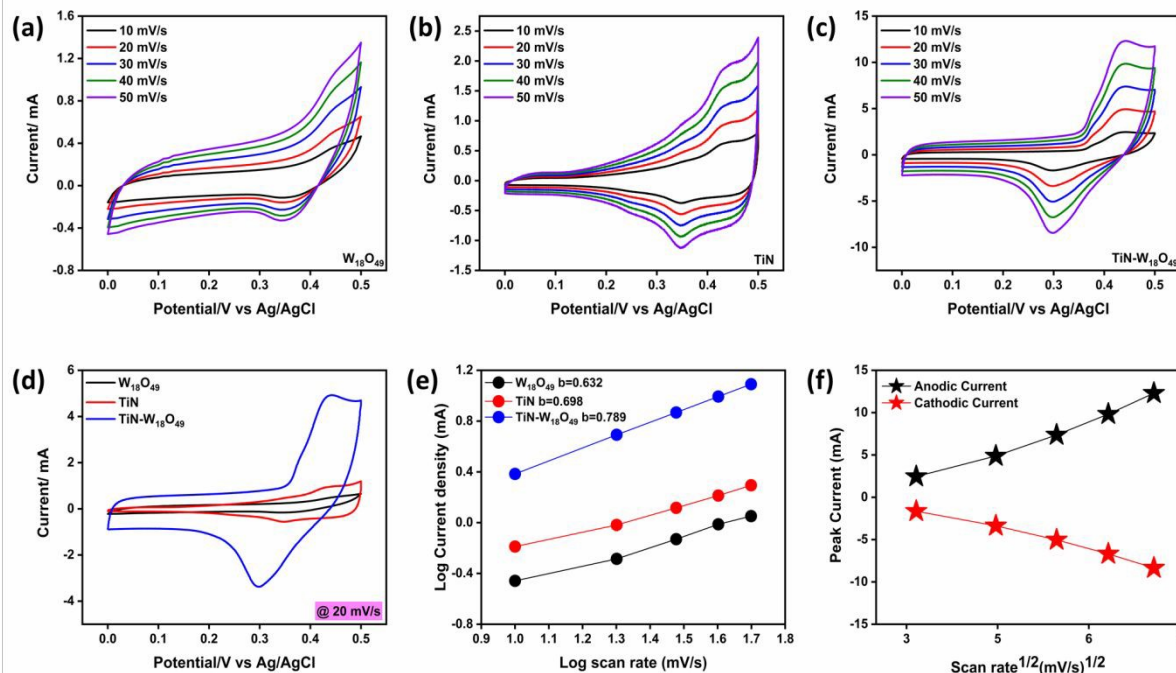 (a)
10 mV/s
20 mV/s
30 mV/s
40 mV/s
50 mV/s
1.6
1.2
0.8
0.4
0.0
-0.4
-0.8
Current/ mA
W₁₈O₄₉
0.0 0.1 0.2 0.3 0.4 0.5
Potential/V vs Ag/AgCl
(b)
10 mV/s
20 mV/s
30 mV/s
40 mV/s
50 mV/s
2.5
2.0
1.5
1.0
0.5
0.0
-0.5
-1.0
-1.5
Current/ mA
TiN
0.0 0.1 0.2 0.3 0.4 0.5
Potential/V vs Ag/AgCl
(c)
10 mV/s
20 mV/s
30 mV/s
40 mV/s
50 mV/s
15
10
5
0
-5
-10
Current/ mA
TiN-W₁₈O₄₉
0.0 0.1 0.2 0.3 0.4 0.5
Potential/V vs Ag/AgCl
(d)
W₁₈O₄₉
TiN
TiN-W₁₈O₄₉
6
4
2
0
-2
-4
Current/ mA
@ 20 mV/s
0.0 0.1 0.2 0.3 0.4 0.5
Potential/V vs Ag/AgCl
(e)
W₁₈O₄₉ b=0.632
TiN b=0.698
TiN-W₁₈O₄₉ b=0.789
1.2
0.8
0.4
0.0
-0.4
-0.8
Log Current density (mA)
0.9 1.0 1.1 1.2 1.3 1.4 1.5 1.6 1.7 1.8
Log scan rate (mV/s)
(f)
Anodic Current
Cathodic Current
15
10
5
0
-5
-10
-15
Peak Current (mA)
3 5 6
Scan rate^1/2(mV/s)^1/2